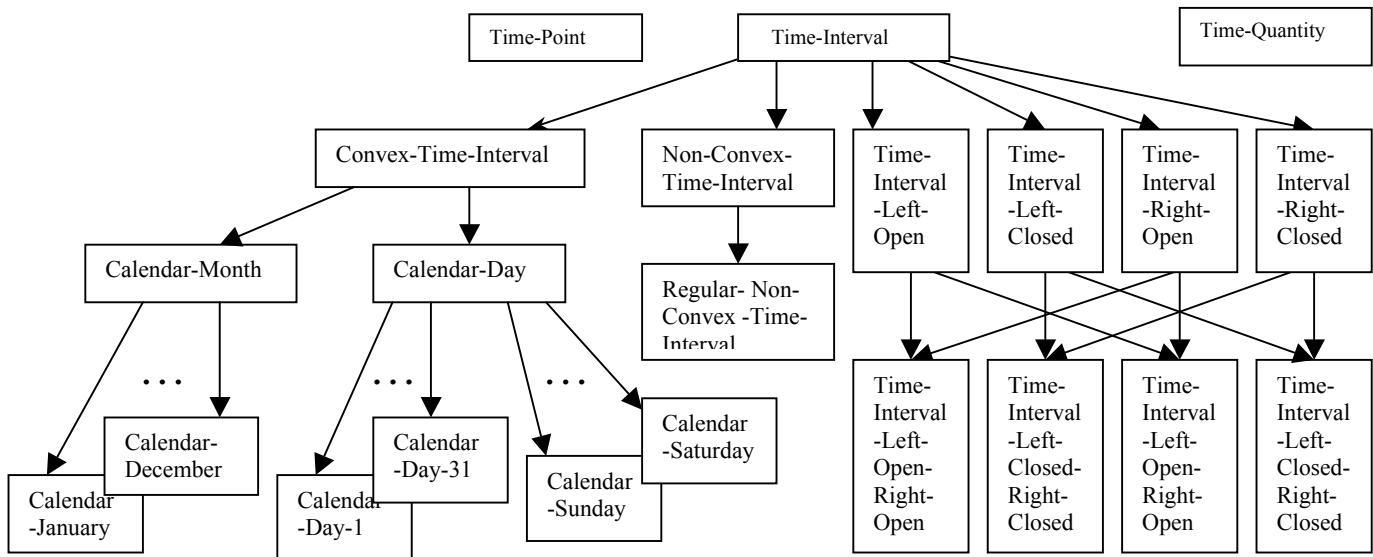 Time-Point
Time-Interval
Time-Quantity
Convex-Time-Interval
Non-Convex-
Time-Interval
Time-
Interval
-Left-
Open
Time-
Interval
-Left-
Closed
Time-
Interval
-Right-
Open
Time-
Interval
-Right-
Closed
Calendar-Month
Calendar-Day
Regular- Non-
Convex -Time-
Interval
...
...
...
Calendar-
December
Calendar
-January
Calendar
-Day-31
Calendar
-Day-1
Calendar
-Saturday
Calendar
-Sunday
Time-
Interval
-Left-
Open-
Right-
Open
Time-
Interval
-Left-
Closed-
Right-
Closed
Time-
Interval
-Left-
Open-
Right-
Open
Time-
Interval
-Left-
Closed-
Right-
Closed